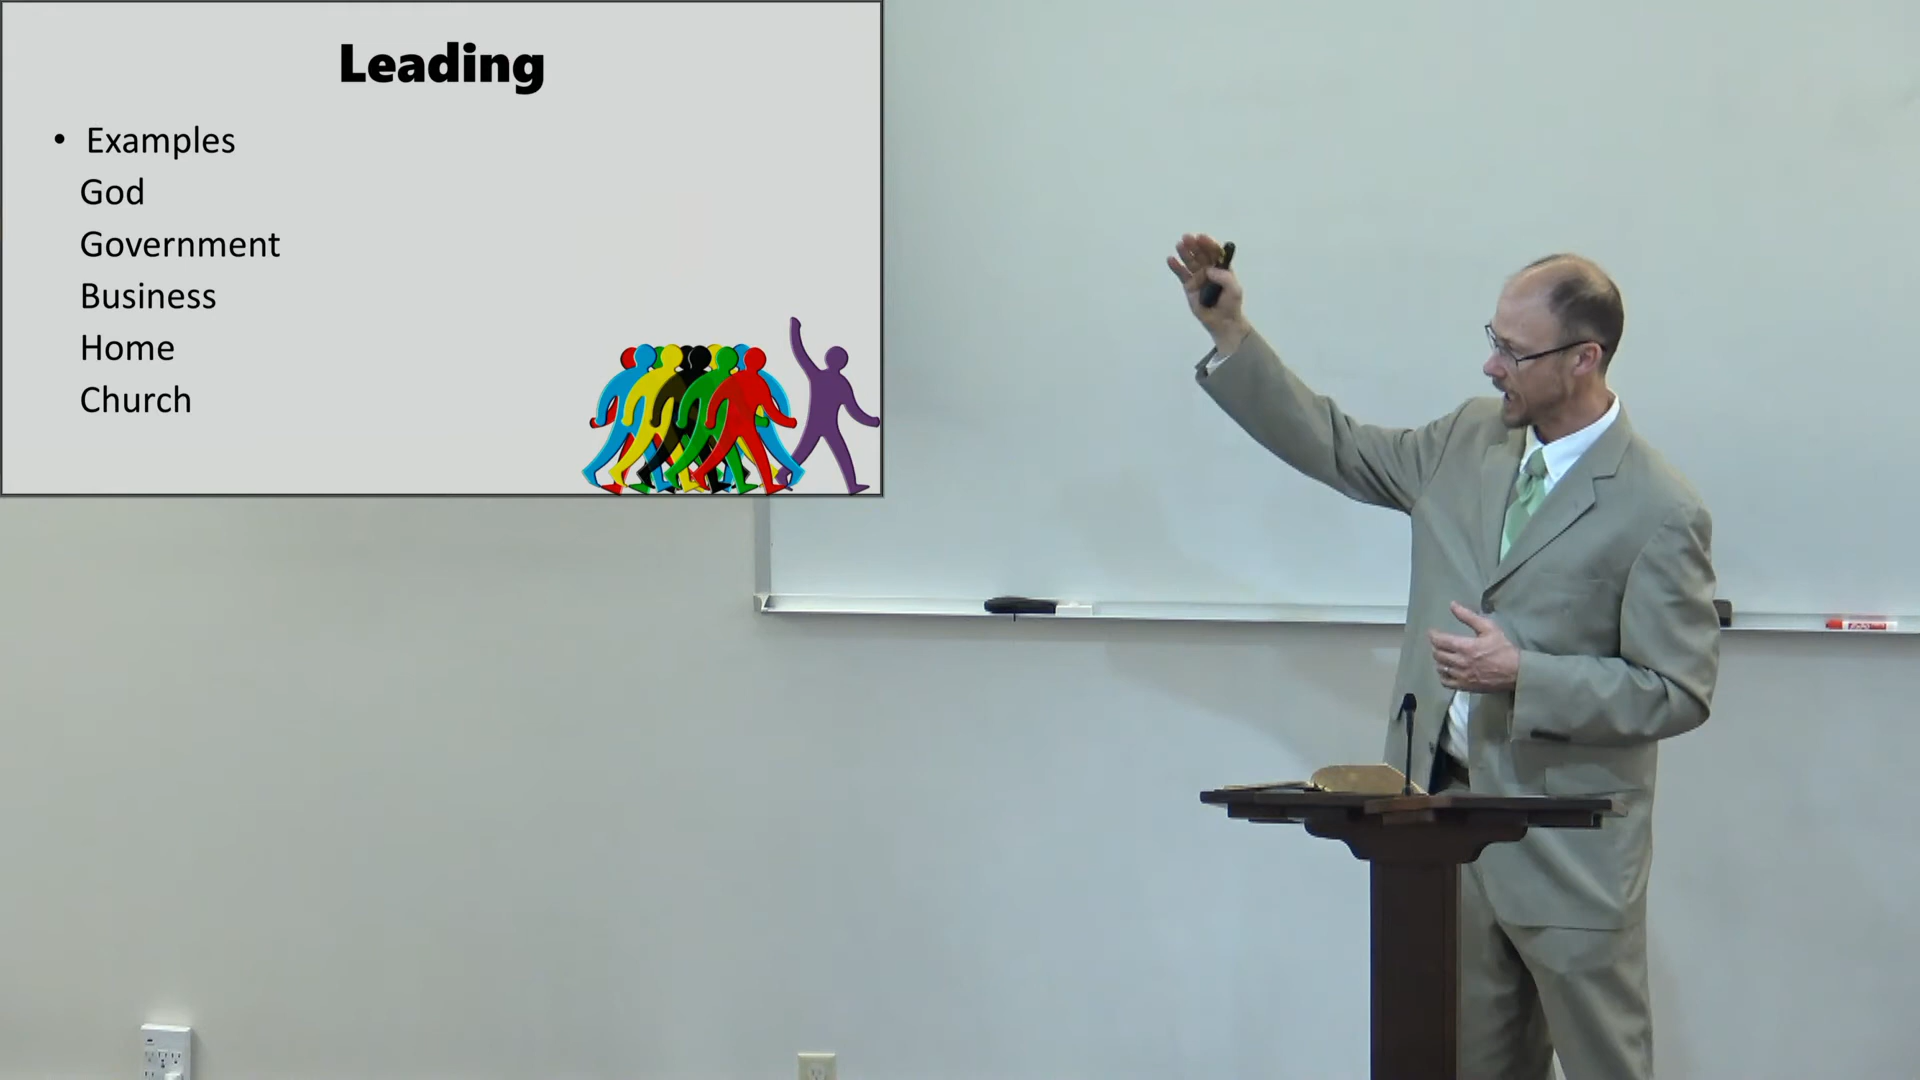 Leading
• Examples
God
Government
Business
Home
Church